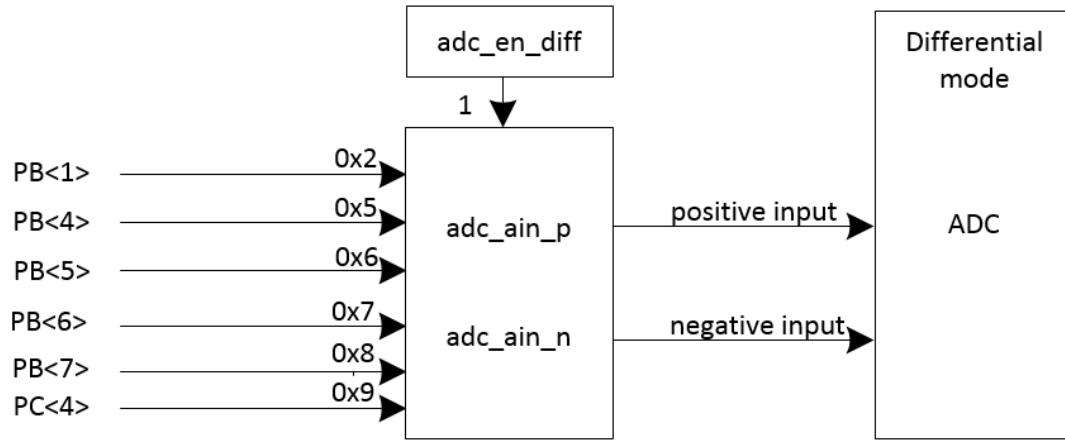 adc_en_diff
Differential
mode
1
PB<1>
0x2
PB<4>
0x5
adc_ain_p
positive input
ADC
PB<5>
0x6
PB<6>
0x7
adc_ain_n
negative input
PB<7>
0x8
PC<4>
0x9